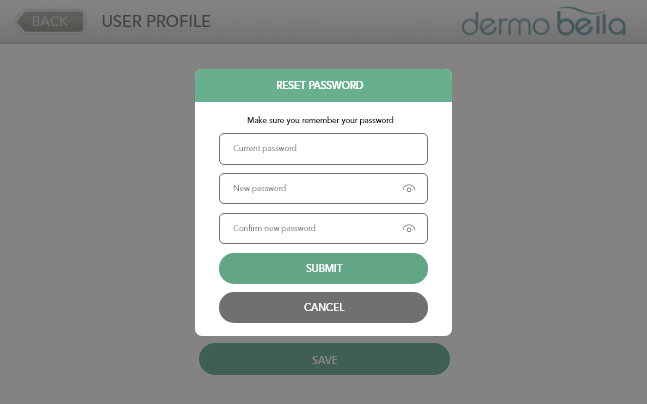 BACK
USER PROFILE
dermo bella
RESET PASSWORD
Make sure you remember your password
Current password
New password
Confirm new password
SUBMIT
CANCEL
SAVE